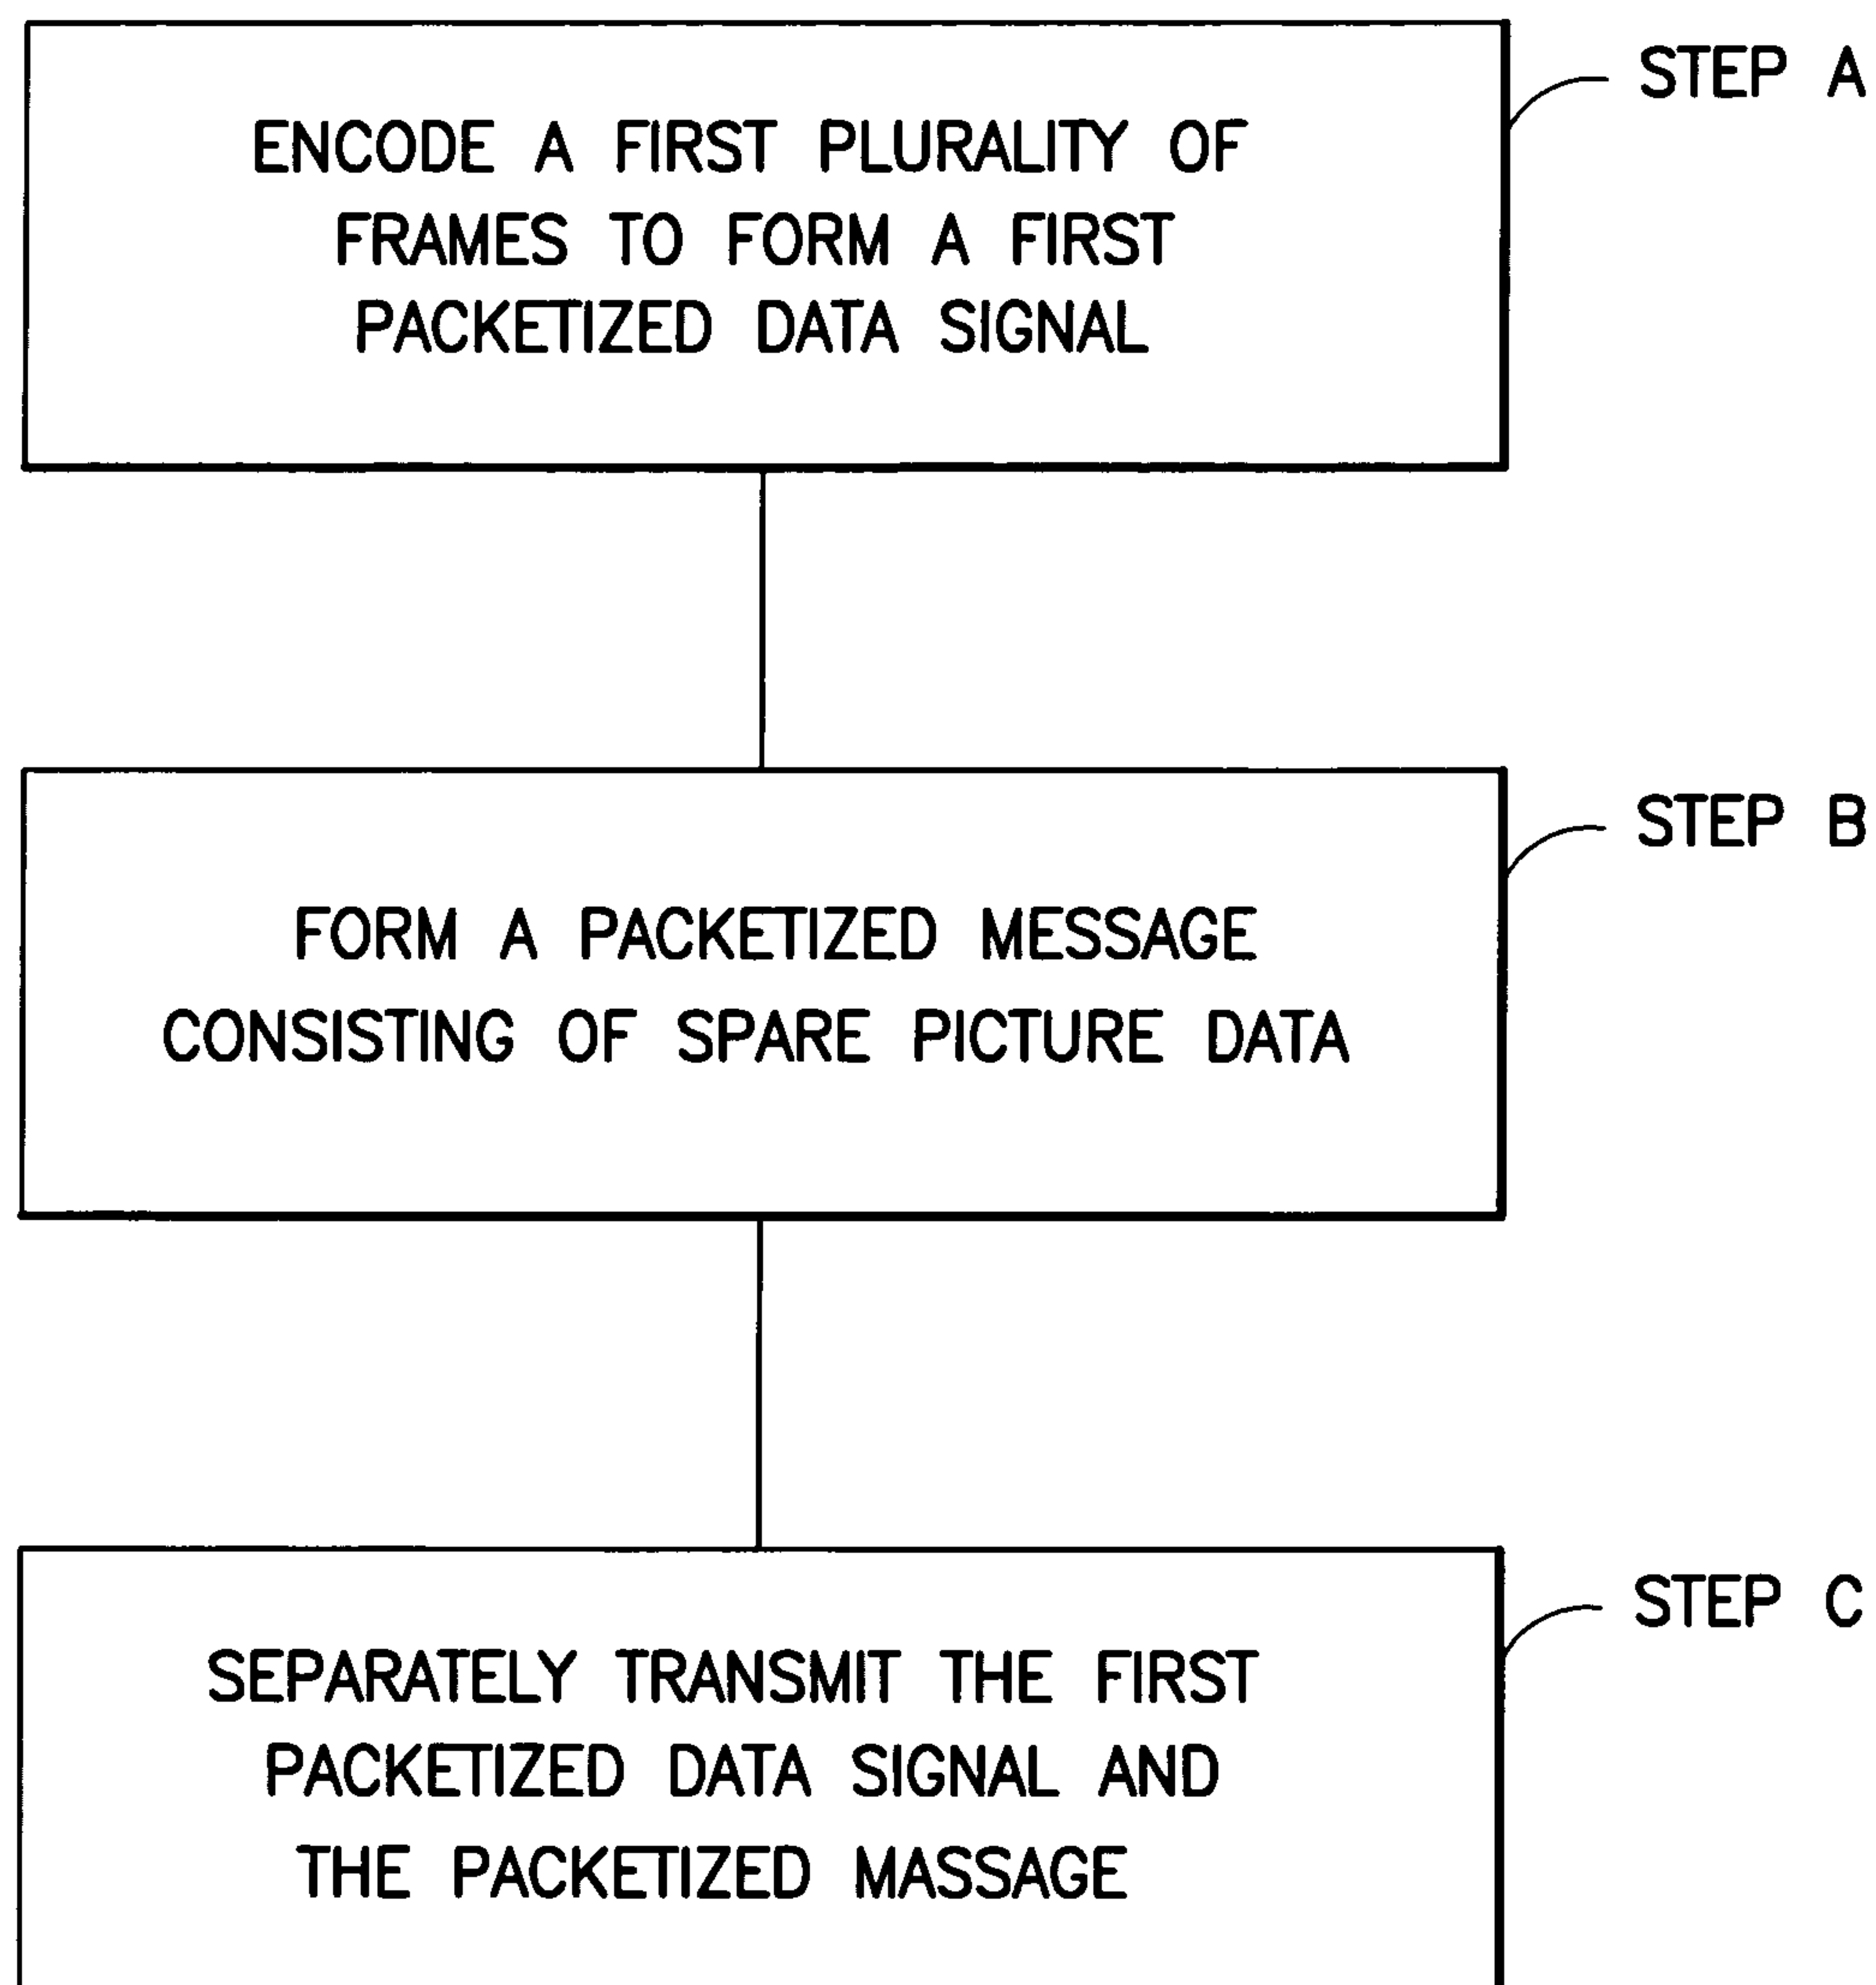 STEP A
ENCODE A FIRST PLURALITY OF
FRAMES TO FORM A FIRST
PACKETIZED DATA SIGNAL
STEP B
FORM A PACKETIZED MESSAGE
CONSISTING OF SPARE PICTURE DATA
STEP C
SEPARATELY TRANSMIT THE FIRST
PACKETIZED DATA SIGNAL AND
THE PACKETIZED MASSAGE